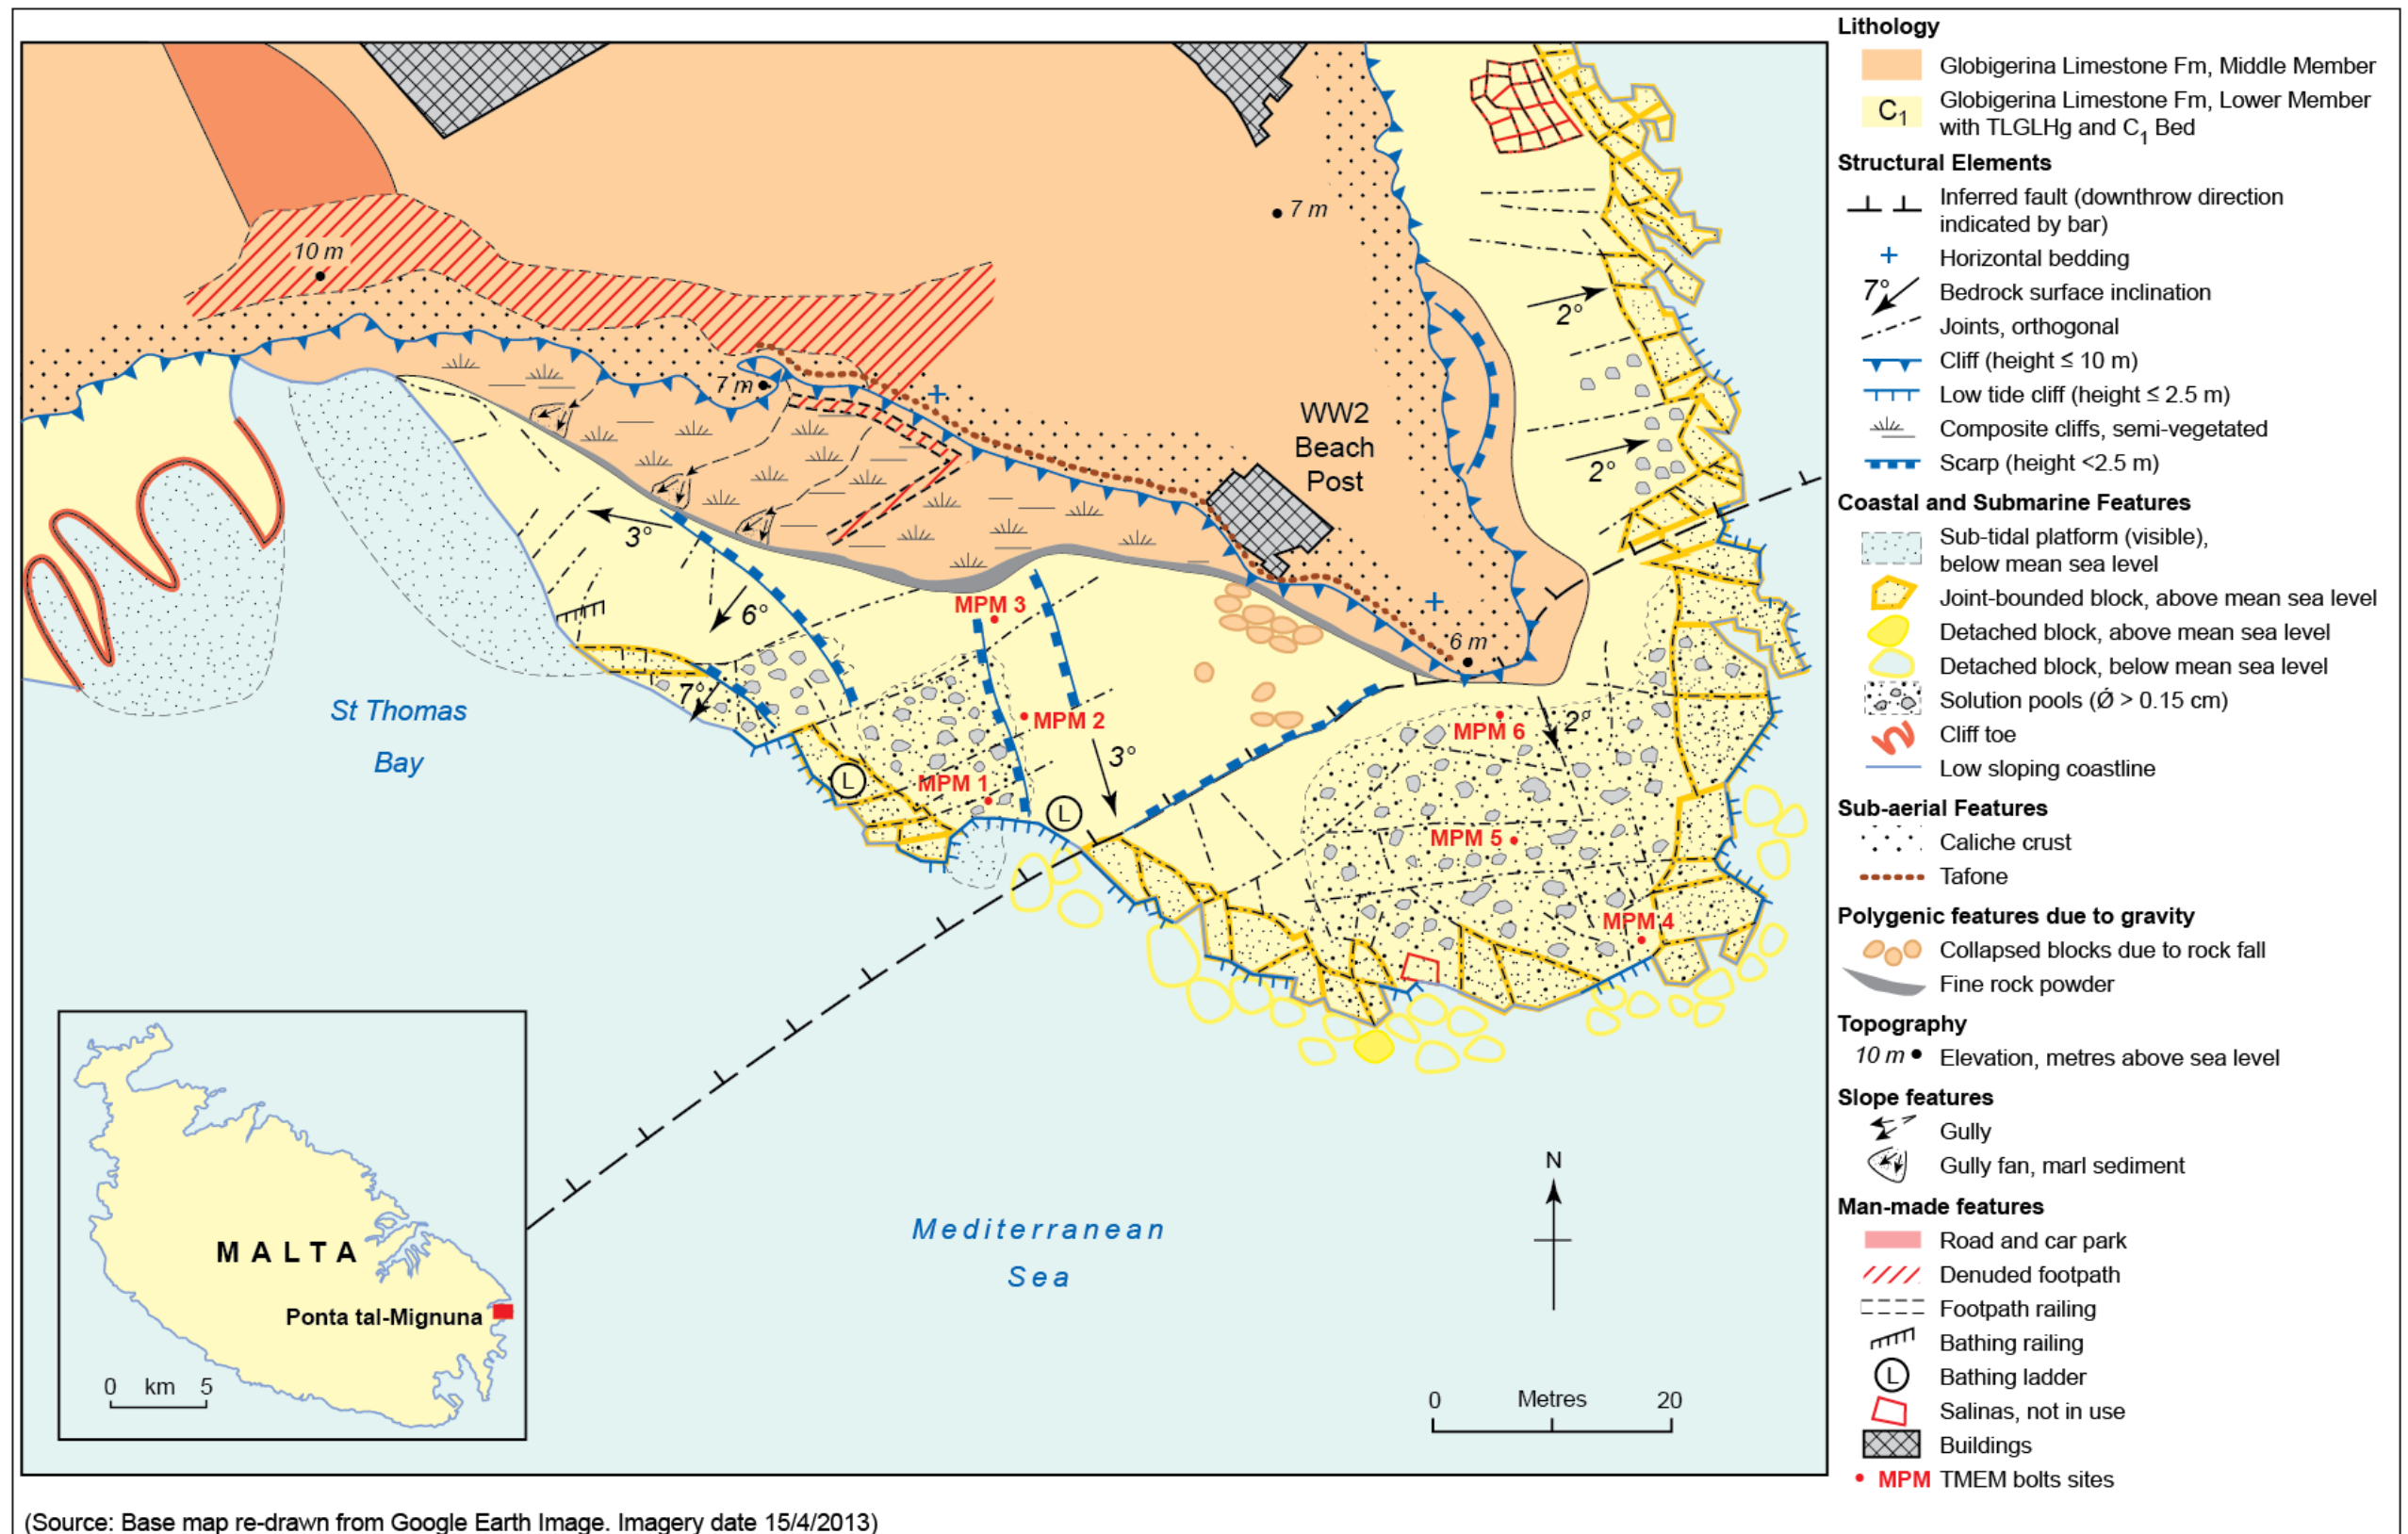 10 m
7 m
7 m
WW2
Beach
Post
2°
2°
3°
6°
7°
3°
2°
6 m
MPM 3
MPM 2
MPM 1
MPM 6
MPM 5
MPM 4
L
L
St Thomas
Bay
Mediterranean
Sea
N
0 Metres 20
MALTA
Ponta tal-Mignuna
0 km 5
Lithology
Globigerina Limestone Fm, Middle Member
C1
Globigerina Limestone Fm, Lower Member
with TLGLHg and C1 Bed
Structural Elements
Inferred fault (downthrow direction
indicated by bar)
Horizontal bedding
7° Bedrock surface inclination
Joints, orthogonal
Cliff (height ≤ 10 m)
Low tide cliff (height ≤ 2.5 m)
Composite cliffs, semi-vegetated
Scarp (height <2.5 m)
Coastal and Submarine Features
Sub-tidal platform (visible),
below mean sea level
Joint-bounded block, above mean sea level
Detached block, above mean sea level
Detached block, below mean sea level
Solution pools (Ǿ > 0.15 cm)
Cliff toe
Low sloping coastline
Sub-aerial Features
Caliche crust
Tafone
Polygenic features due to gravity
Collapsed blocks due to rock fall
Fine rock powder
Topography
10 m Elevation, metres above sea level
Slope features
Gully
Gully fan, marl sediment
Man-made features
Road and car park
Denuded footpath
Footpath railing
Bathing railing
L Bathing ladder
Salinas, not in use
Buildings
MPM TMEM bolts sites
(Source: Base map re-drawn from Google Earth Image. Imagery date 15/4/2013)